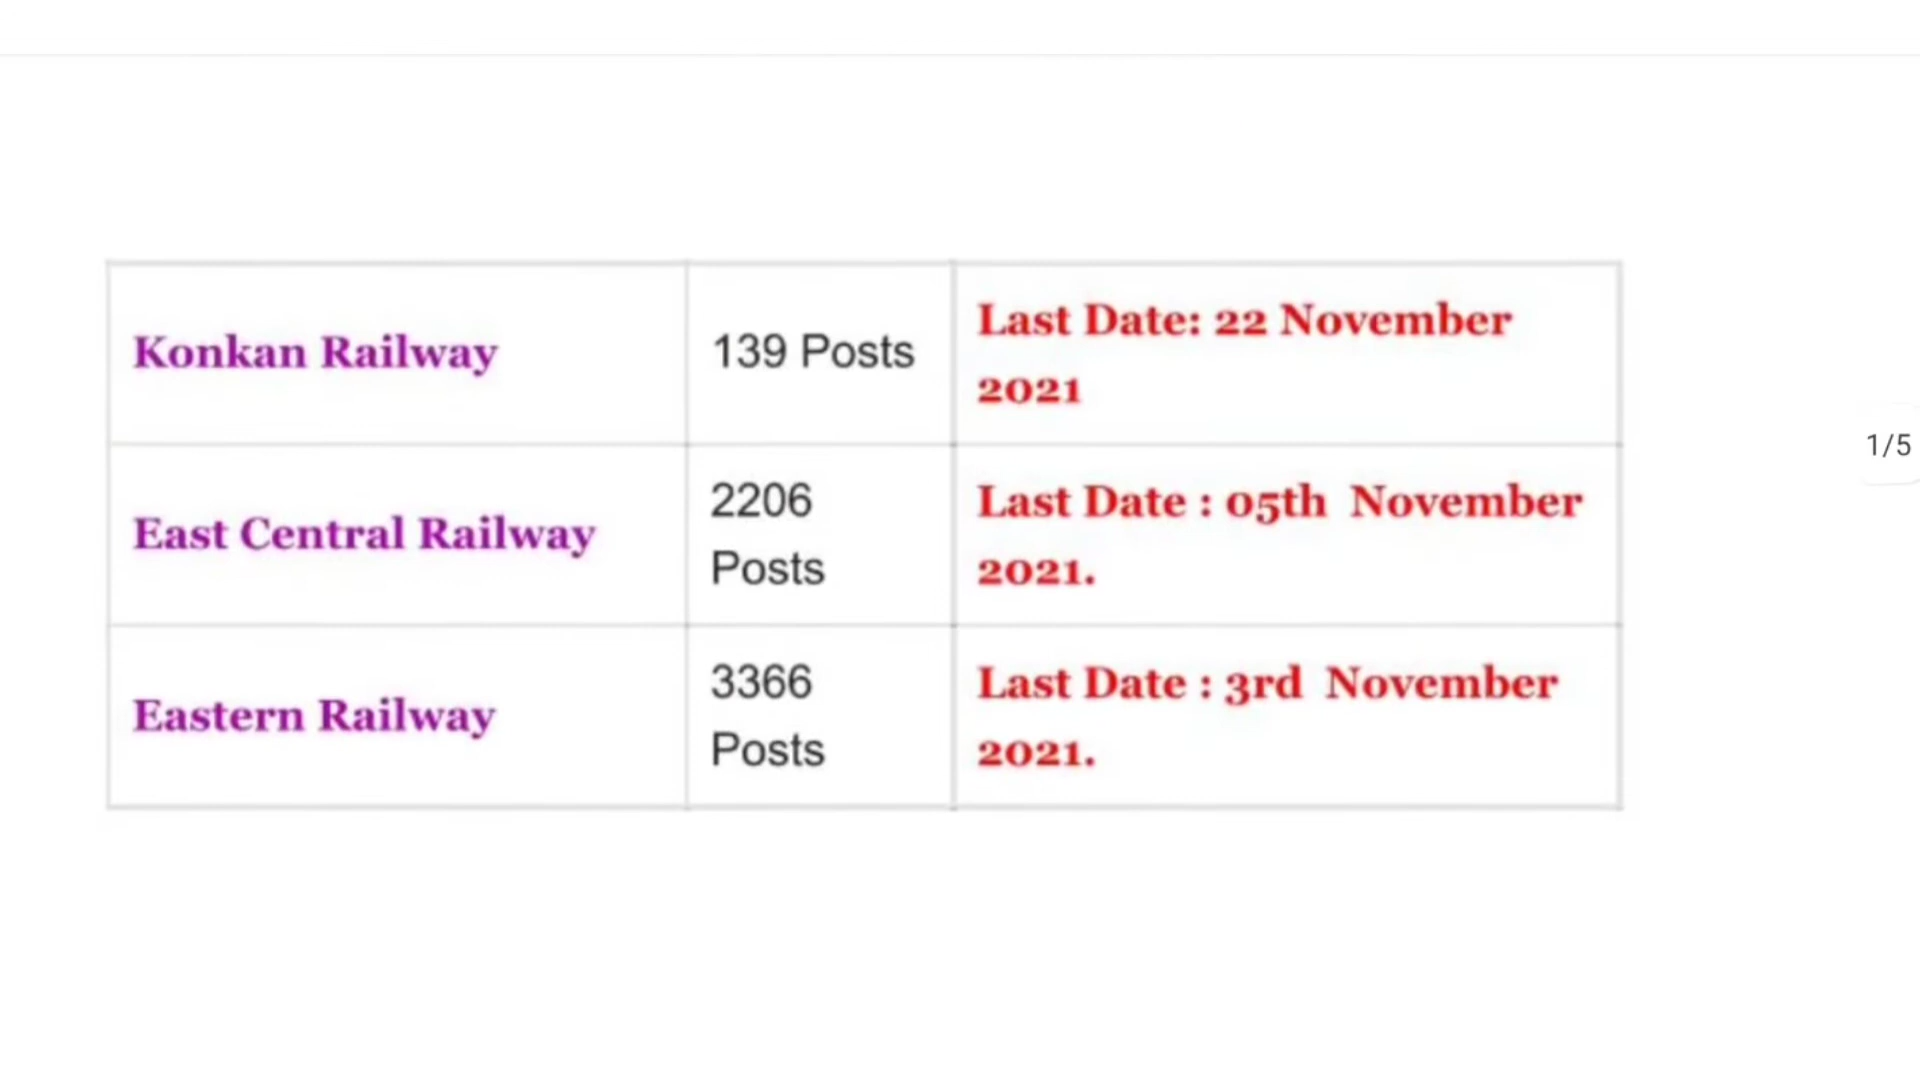 Konkan Railway
139 Posts
Last Date: 22 November
2021
East Central Railway
2206
Posts
Last Date : 05th November
2021.
Eastern Railway
3366
Posts
Last Date : 3rd November
2021.
1/5